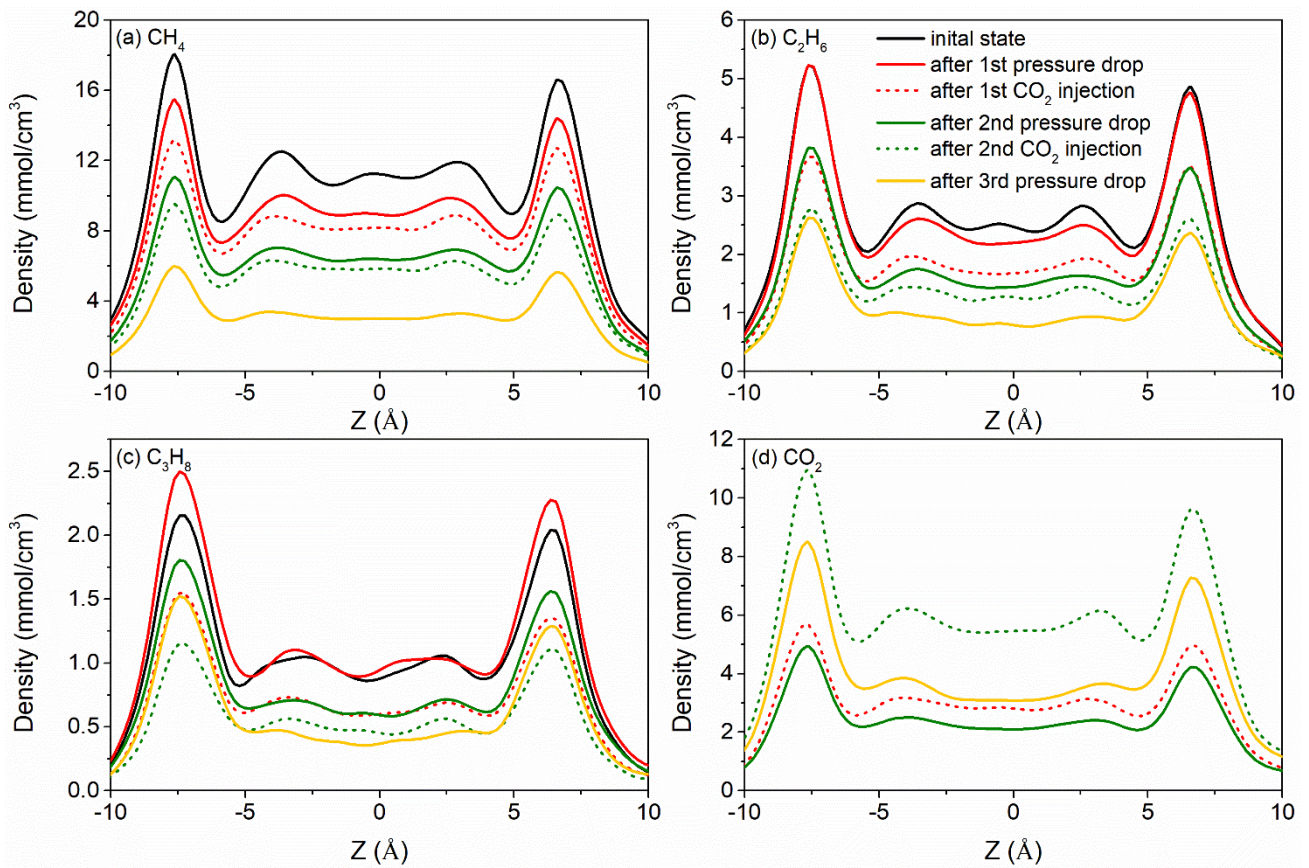 (a) CH4
Density (mmol/cm3)
20
16
12
8
4
0
-10 -5 0 5 10
Z (Å)
(b) C2H6
inital state
after 1st pressure drop
after 1st CO2 injection
after 2nd pressure drop
after 2nd CO2 injection
after 3rd pressure drop
Density (mmol/cm3)
6
5
4
3
2
1
0
-10 -5 0 5 10
Z (Å)
(c) C3H8
Density (mmol/cm3)
2.5
2.0
1.5
1.0
0.5
0.0
-10 -5 0 5 10
Z (Å)
(d) CO2
Density (mmol/cm3)
12
10
8
6
4
2
0
-10 -5 0 5 10
Z (Å)